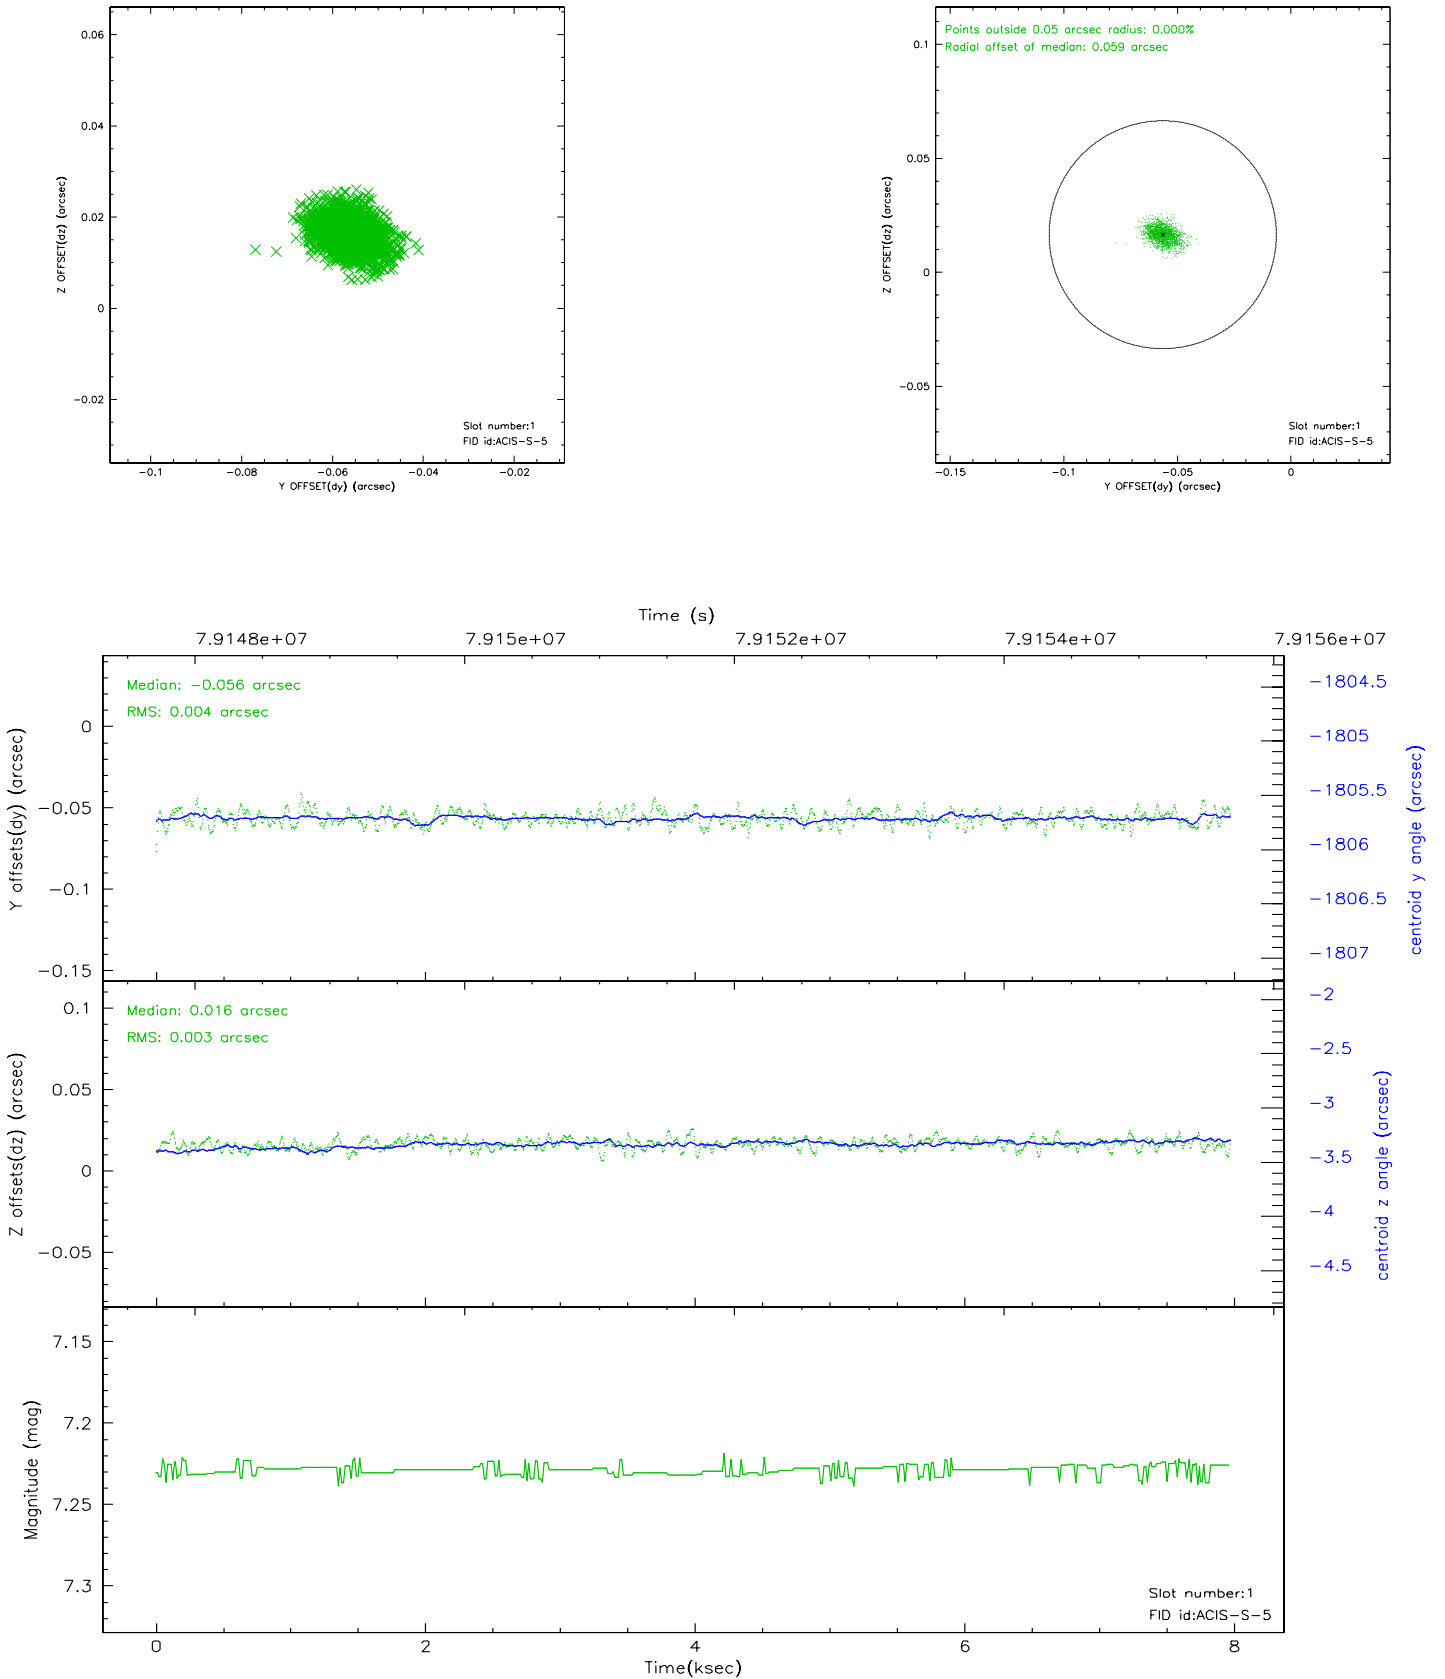 0.06
0.04
0.02
0
−0.02
Z OFFSET(dz) (arcsec)
Slot number:1
FID id:ACIS−S−5
−0.1
−0.08
−0.06
−0.04
−0.02
Y OFFSET(dy) (arcsec)
Points outside 0.05 arcsec radius: 0.000%
Radial offset of median: 0.059 arcsec
0.1
0.05
0
−0.05
Z OFFSET(dz) (arcsec)
Slot number:1
FID id:ACIS−S−5
−0.15
−0.1
−0.05
0
Y OFFSET(dy) (arcsec)
Time (s)
7.9148e+07
7.915e+07
7.9152e+07
7.9154e+07
7.9156e+07
Median: −0.056 arcsec
RMS: 0.004 arcsec
0
−0.05
−0.1
−0.15
Y offsets(dy) (arcsec)
−1804.5
−1805
−1805.5
−1806
−1806.5
−1807
centroid y angle (arcsec)
Median: 0.016 arcsec
RMS: 0.003 arcsec
0.1
0.05
0
−0.05
Z offsets(dz) (arcsec)
−2
−2.5
−3
−3.5
−4
−4.5
centroid z angle (arcsec)
7.15
7.2
7.25
7.3
Magnitude (mag)
Slot number:1
FID id:ACIS−S−5
0
2
4
6
8
Time(ksec)